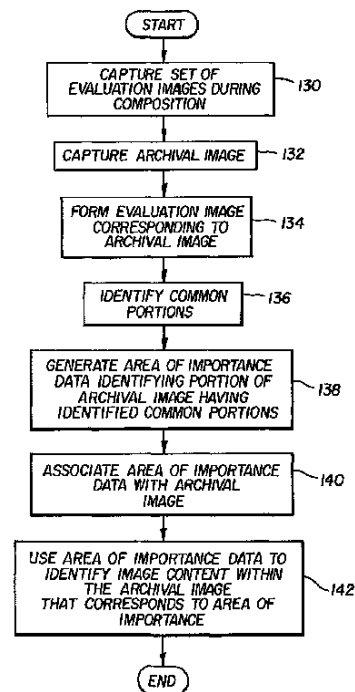 START
CAPTURE SET OF
EVALUATION IMAGES DURING
COMPOSITION
130
CAPTURE ARCHIVAL IMAGE
132
FORM EVALUATION IMAGE
CORRESPONDING TO
ARCHIVAL IMAGE
134
IDENTIFY COMMON
PORTIONS
136
GENERATE AREA OF IMPORTANCE
DATA IDENTIFYING PORTION OF
ARCHIVAL IMAGE HAVING
IDENTIFIED COMMON PORTIONS
138
ASSOCIATE AREA OF IMPORTANCE
DATA WITH ARCHIVAL
IMAGE
140
USE AREA OF IMPORTANCE DATA TO
IDENTIFY IMAGE CONTENT WITHIN
THE ARCHIVAL IMAGE
THAT CORRESPONDS TO AREA OF
IMPORTANCE
142
END